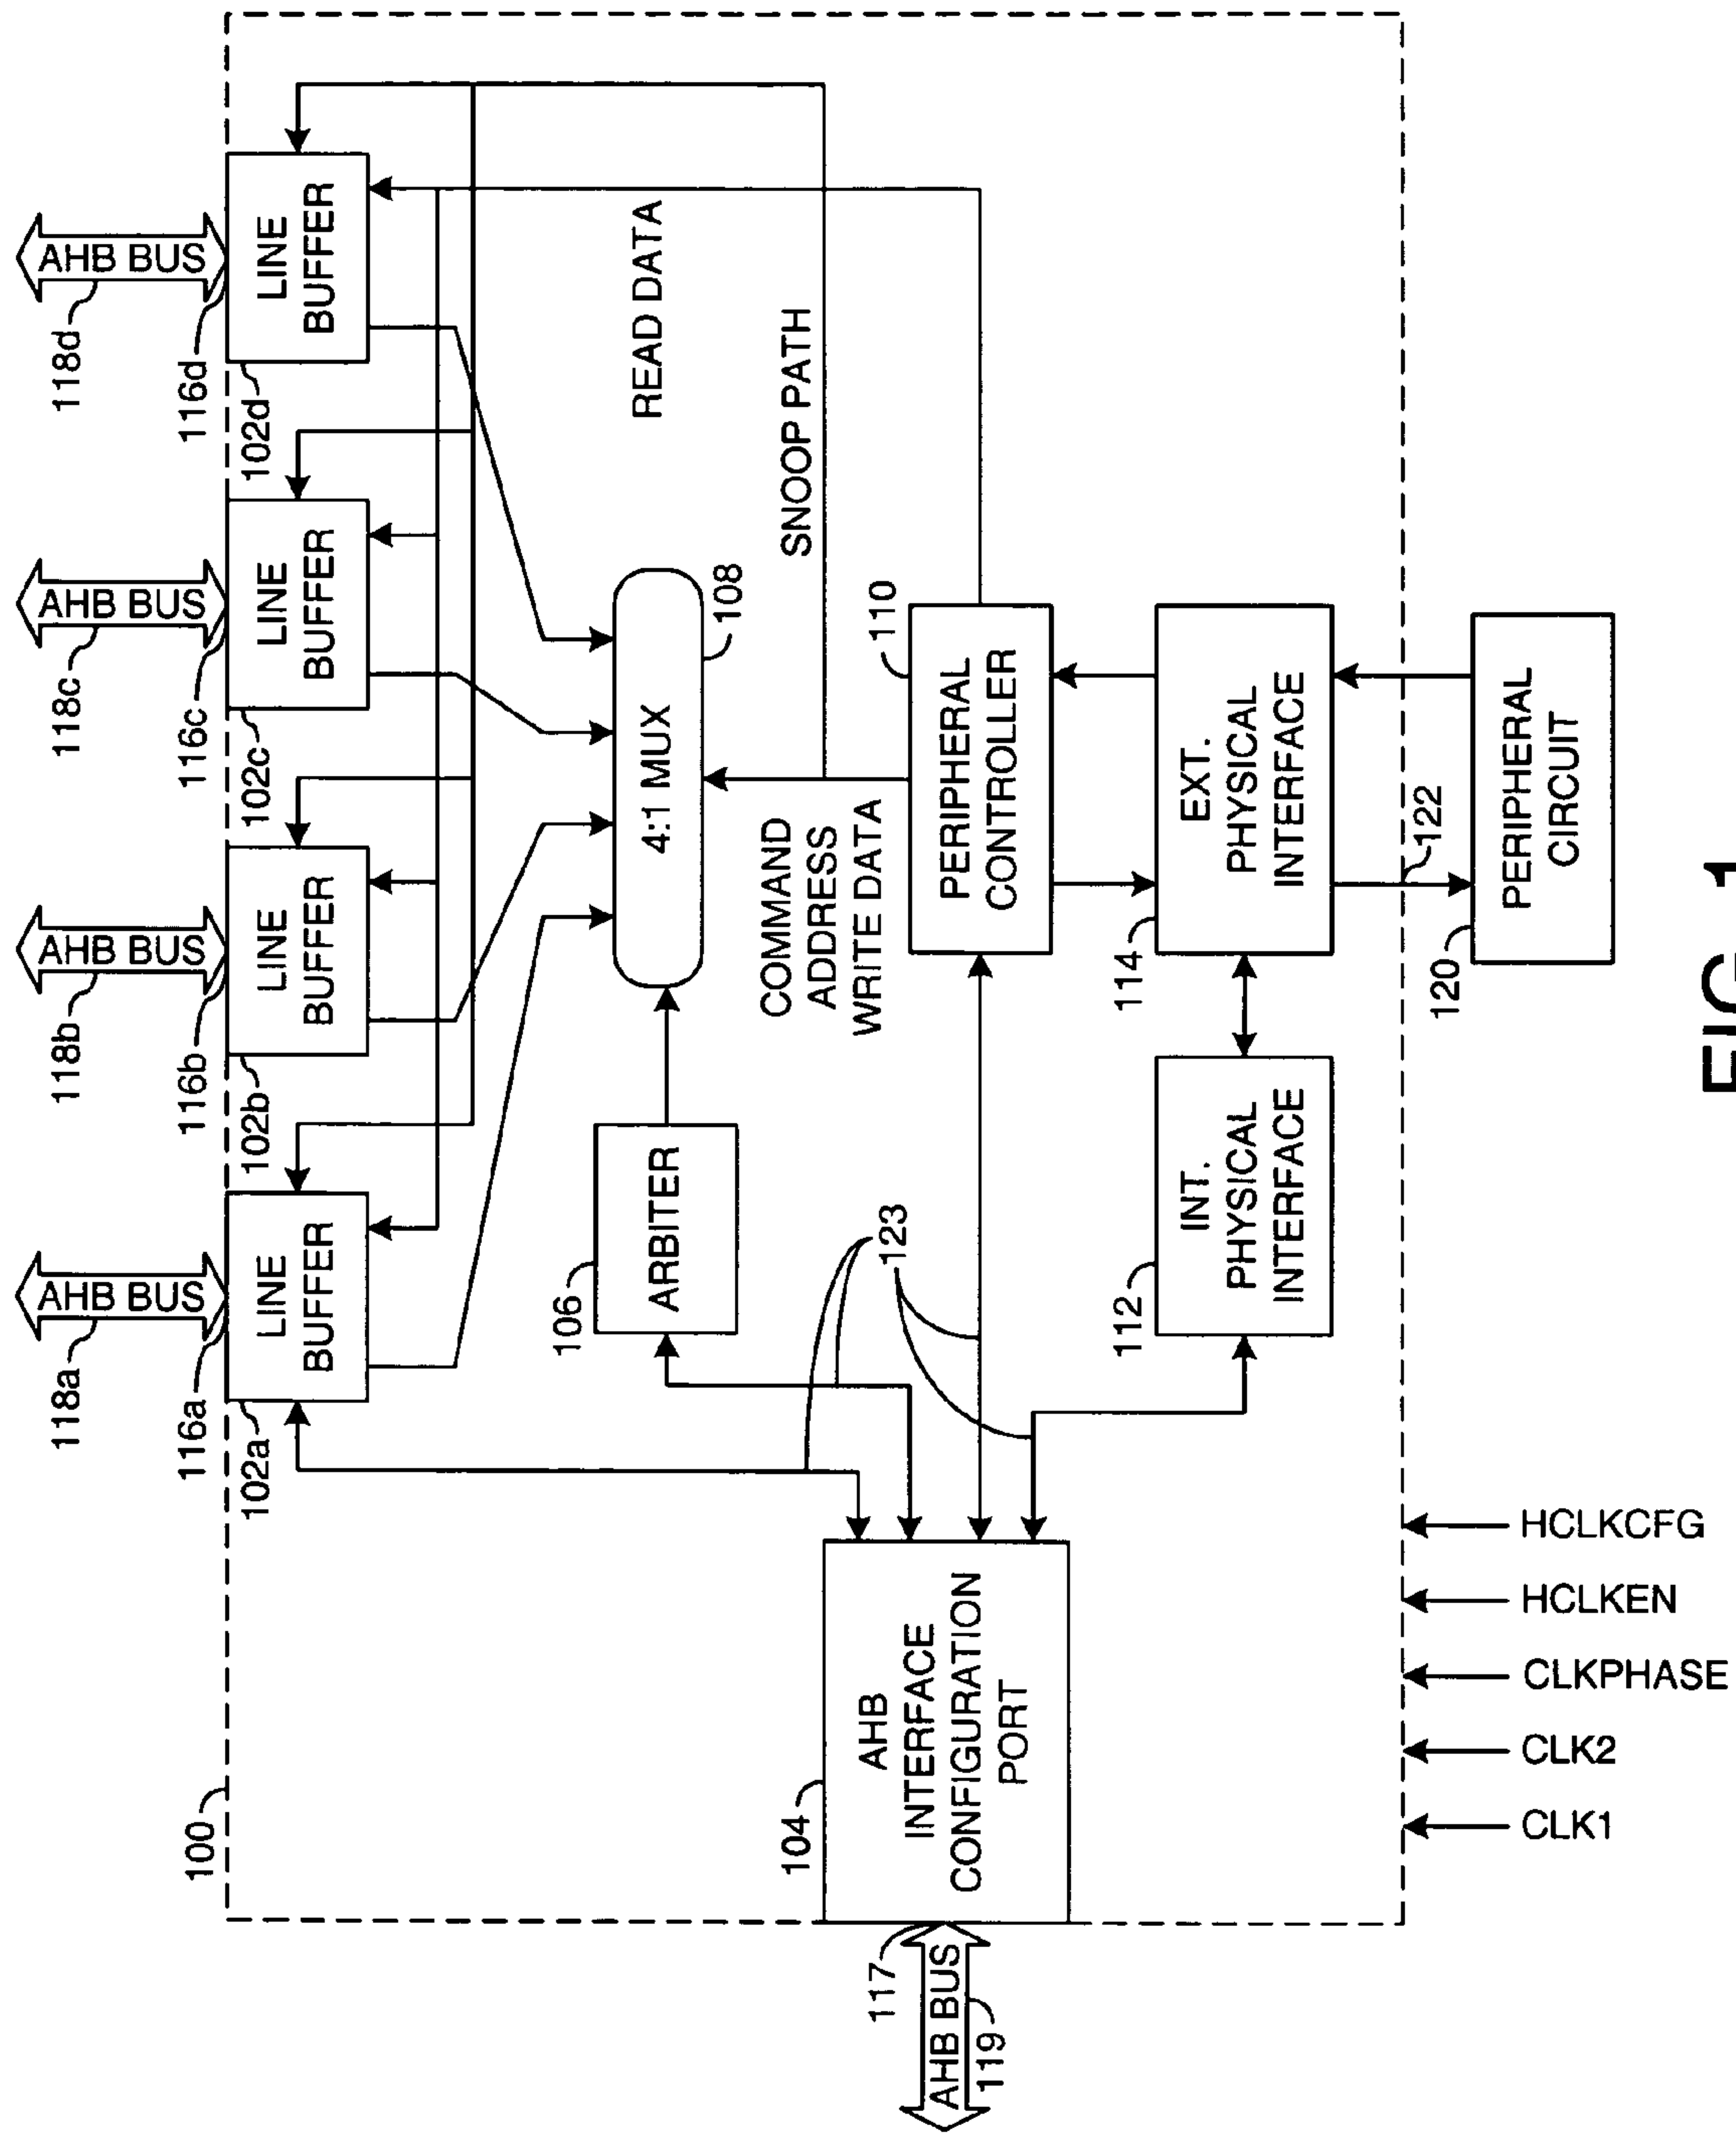 118a
AHB BUS
118b
AHB BUS
118c
AHB BUS
118d
AHB BUS
100
116a
116b
116c
116d
102a
LINE
BUFFER
102b
LINE
BUFFER
102c
LINE
BUFFER
102d
LINE
BUFFER
106
ARBITER
4:1 MUX
108
READ DATA
SNOOP PATH
COMMAND
ADDRESS
WRITE DATA
123
104
AHB
INTERFACE
CONFIGURATION
PORT
117
AHB BUS
119
110
PERIPHERAL
CONTROLLER
112
INT.
PHYSICAL
INTERFACE
114
EXT.
PHYSICAL
INTERFACE
122
120
PERIPHERAL
CIRCUIT
CLK1
CLK2
CLKPHASE
HCLKEN
HCLKCFG
FIG 1